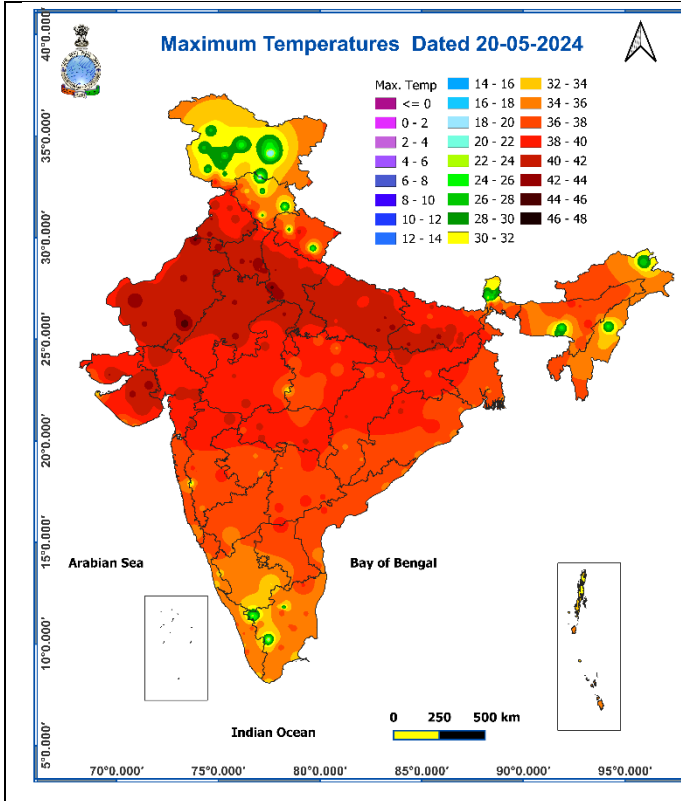 Maximum Temperatures Dated 20-05-2024
Max. Temp
<= 0
0 - 2
2 - 4
4 - 6
6 - 8
8 - 10
10 - 12
12 - 14
14 - 16
16 - 18
18 - 20
20 - 22
22 - 24
24 - 26
26 - 28
28 - 30
30 - 32
32 - 34
34 - 36
36 - 38
38 - 40
40 - 42
42 - 44
44 - 46
46 - 48
40°0.000'
35°0.000'
30°0.000'
25°0.000'
20°0.000'
15°0.000'
10°0.000'
5°0.000'
Arabian Sea
Bay of Bengal
Indian Ocean
0 250 500 km
70°0.000' 75°0.000' 80°0.000' 85°0.000' 90°0.000' 95°0.000'